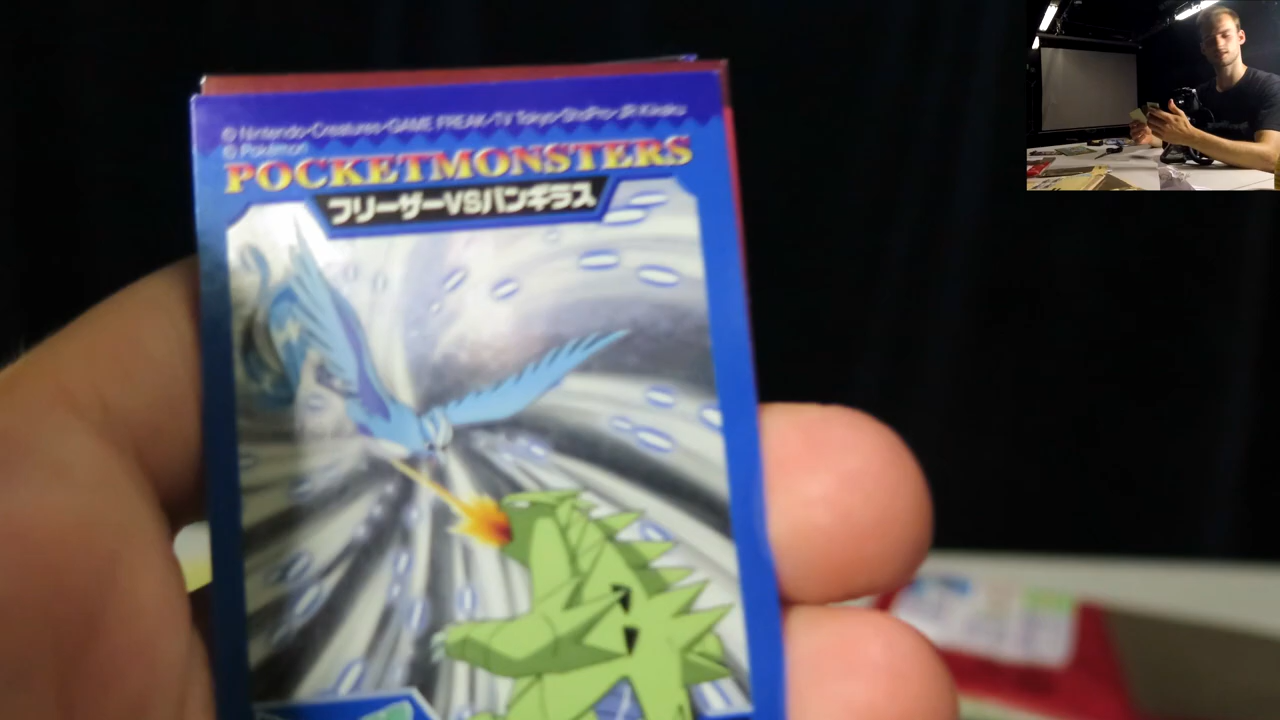 © Nintendo・Creatures・GAME FREAK・TV Tokyo・ShoPro・JR Kikaku
© Pokémon
POCKETMONSTERS
フリーザーVSバンギラス